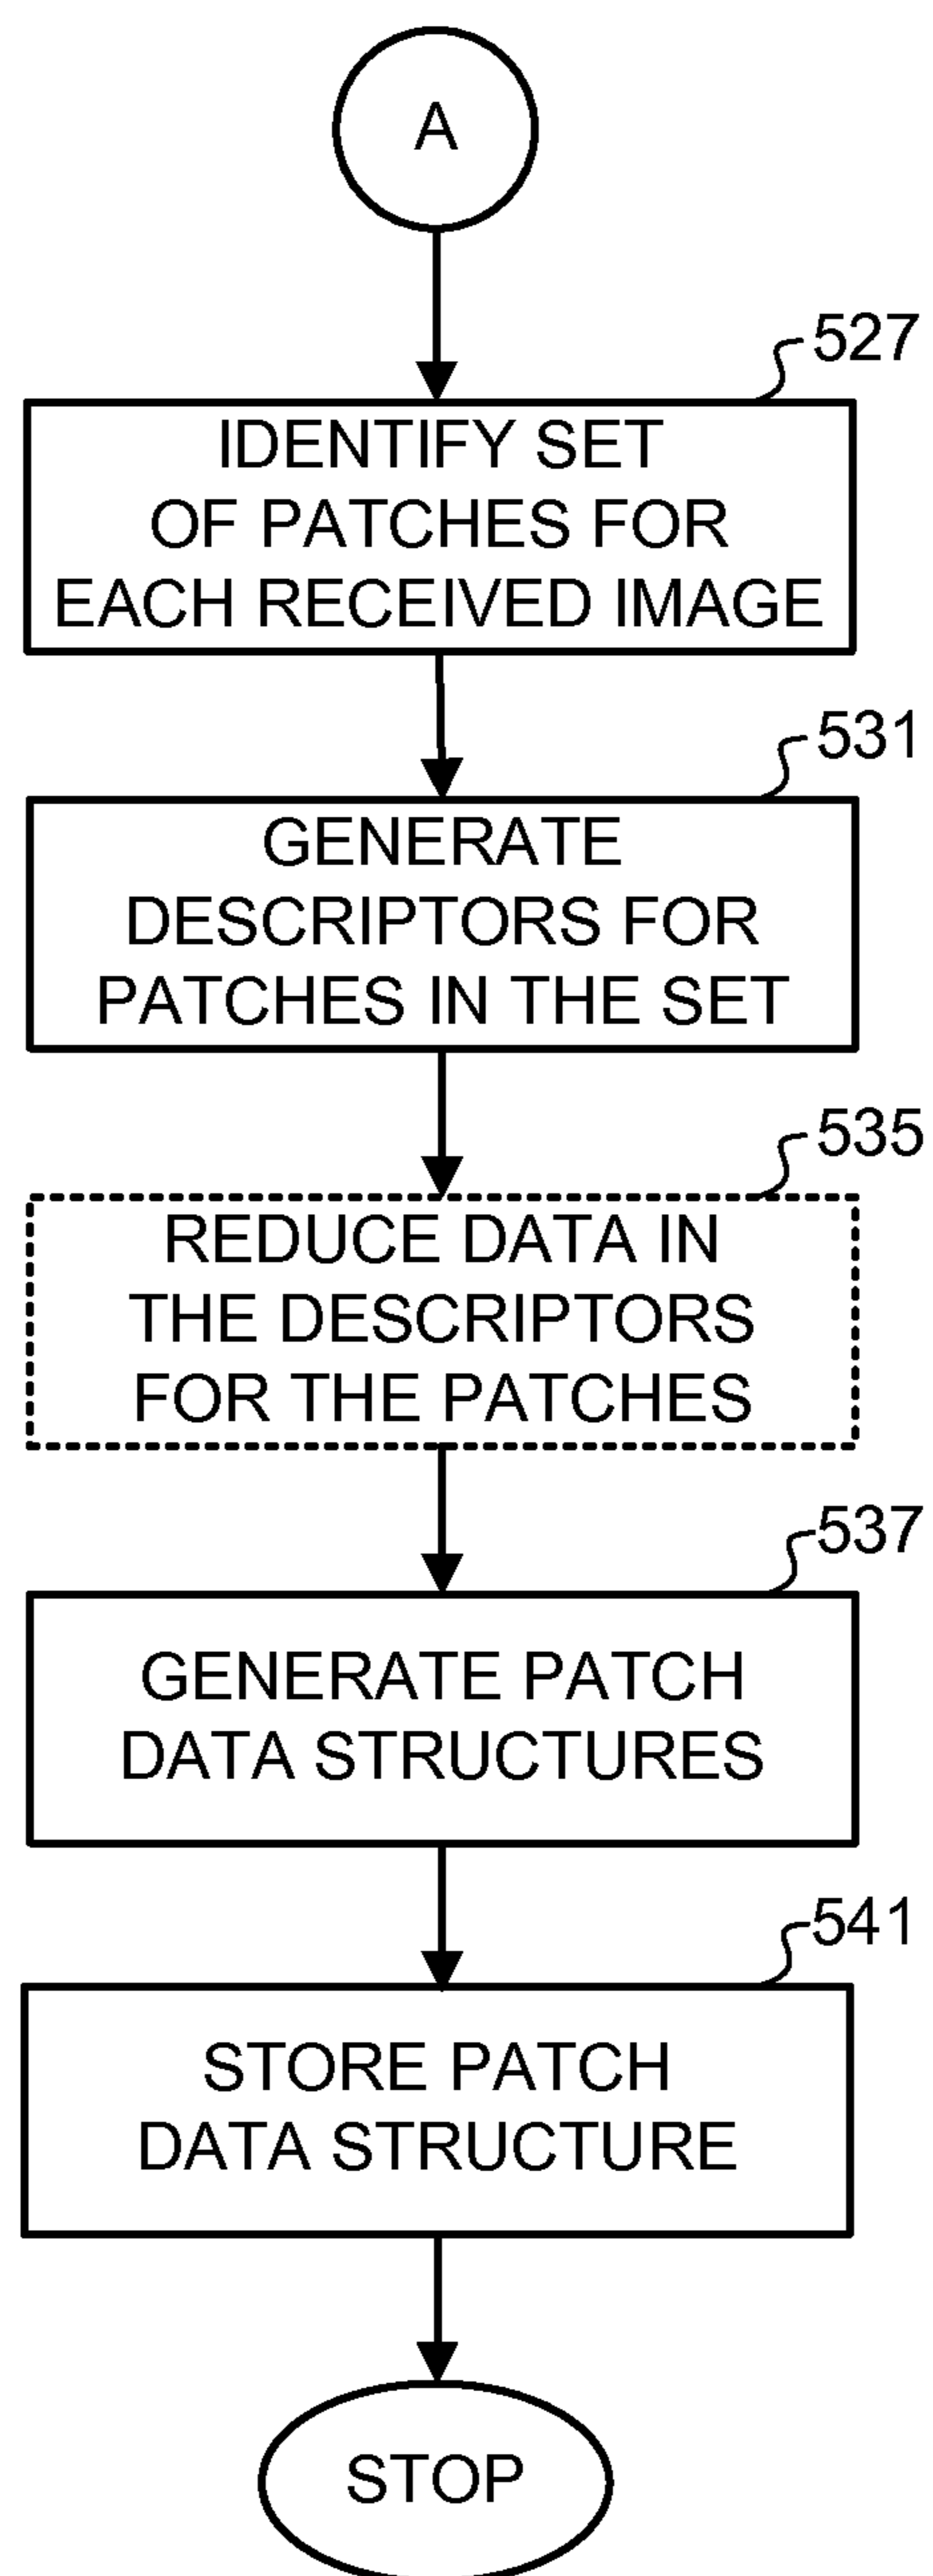 A
527
IDENTIFY SET
OF PATCHES FOR
EACH RECEIVED IMAGE
531
GENERATE
DESCRIPTORS FOR
PATCHES IN THE SET
535
REDUCE DATA IN
THE DESCRIPTORS
FOR THE PATCHES
537
GENERATE PATCH
DATA STRUCTURES
541
STORE PATCH
DATA STRUCTURE
STOP